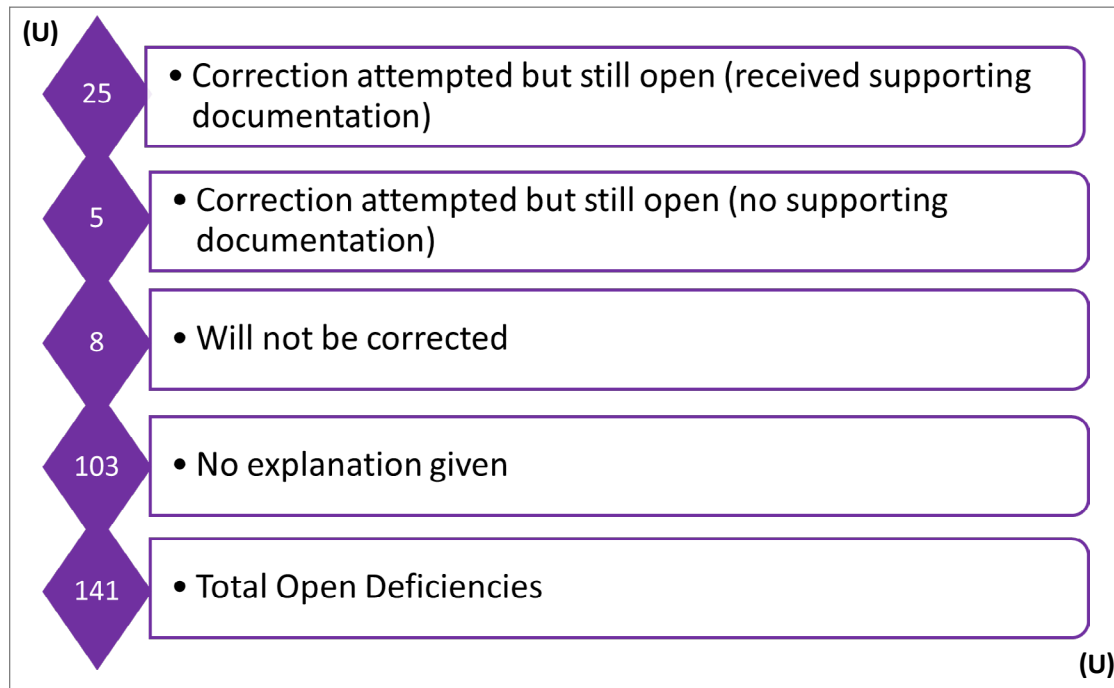 (U)
25
• Correction attempted but still open (received supporting
documentation)
5
• Correction attempted but still open (no supporting
documentation)
8
• Will not be corrected
103
• No explanation given
141
• Total Open Deficiencies
(U)